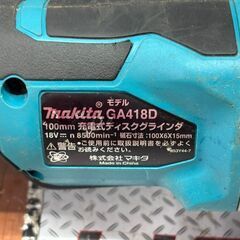 モデル
makita GA418D
100mm 充電式ディスクグラインダ
18V⎓ n 8500min⁻¹ 砥石寸法:100X6X15mm
●ご使用前に取扱説明書を必ずお読みください。
株式会社マキタ
Made in China